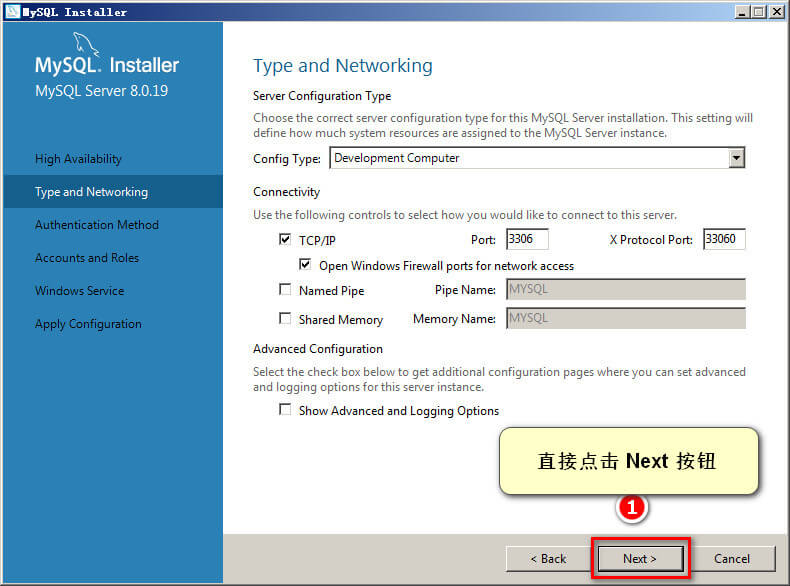 MySQL Installer
MySQL. Installer
MySQL Server 8.0.19
High Availability
Type and Networking
Authentication Method
Accounts and Roles
Windows Service
Apply Configuration
Type and Networking
Server Configuration Type
Choose the correct server configuration type for this MySQL Server installation. This setting will
define how much system resources are assigned to the MySQL Server instance.
Config Type: Development Computer
Connectivity
Use the following controls to select how you would like to connect to this server.
TCP/IP Port: 3306 X Protocol Port: 33060
Open Windows Firewall ports for network access
Named Pipe Pipe Name: MYSQL
Shared Memory Memory Name: MYSQL
Advanced Configuration
Select the check box below to get additional configuration pages where you can set advanced
and logging options for this server instance.
Show Advanced and Logging Options
直接点击 Next 按钮
1
< Back Next > Cancel